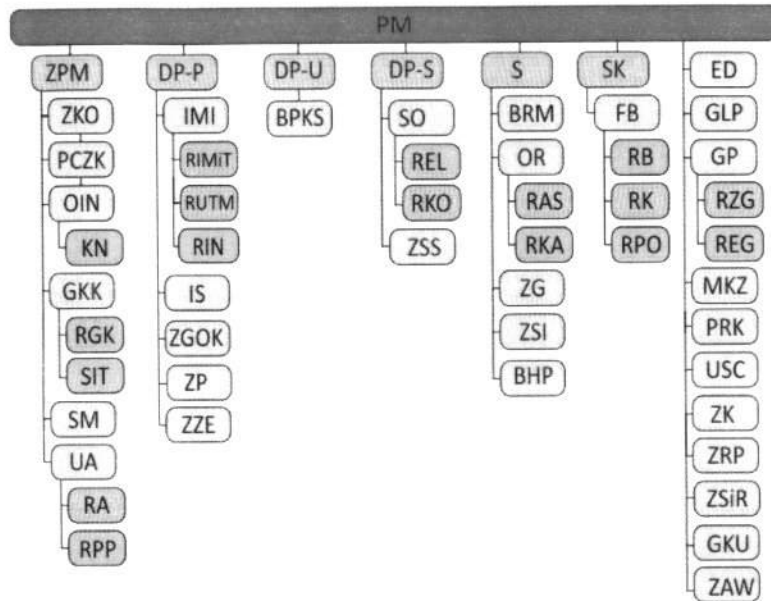 PM
ZPM
ZKO
PCZK
OIN
KN
GKK
RGK
SIT
SM
UA
RA
RPP
DP-P
IMI
RIMiT
RUTM
RIN
IS
ZGOK
ZP
ZZE
DP-U
BPKS
DP-S
SO
REL
RKO
ZSS
S
BRM
OR
RAS
RKA
ZG
ZSI
BHP
SK
FB
RB
RK
RPO
ED
GLP
GP
RZG
REG
MKZ
PRK
USC
ZK
ZRP
ZSiR
GKU
ZAW